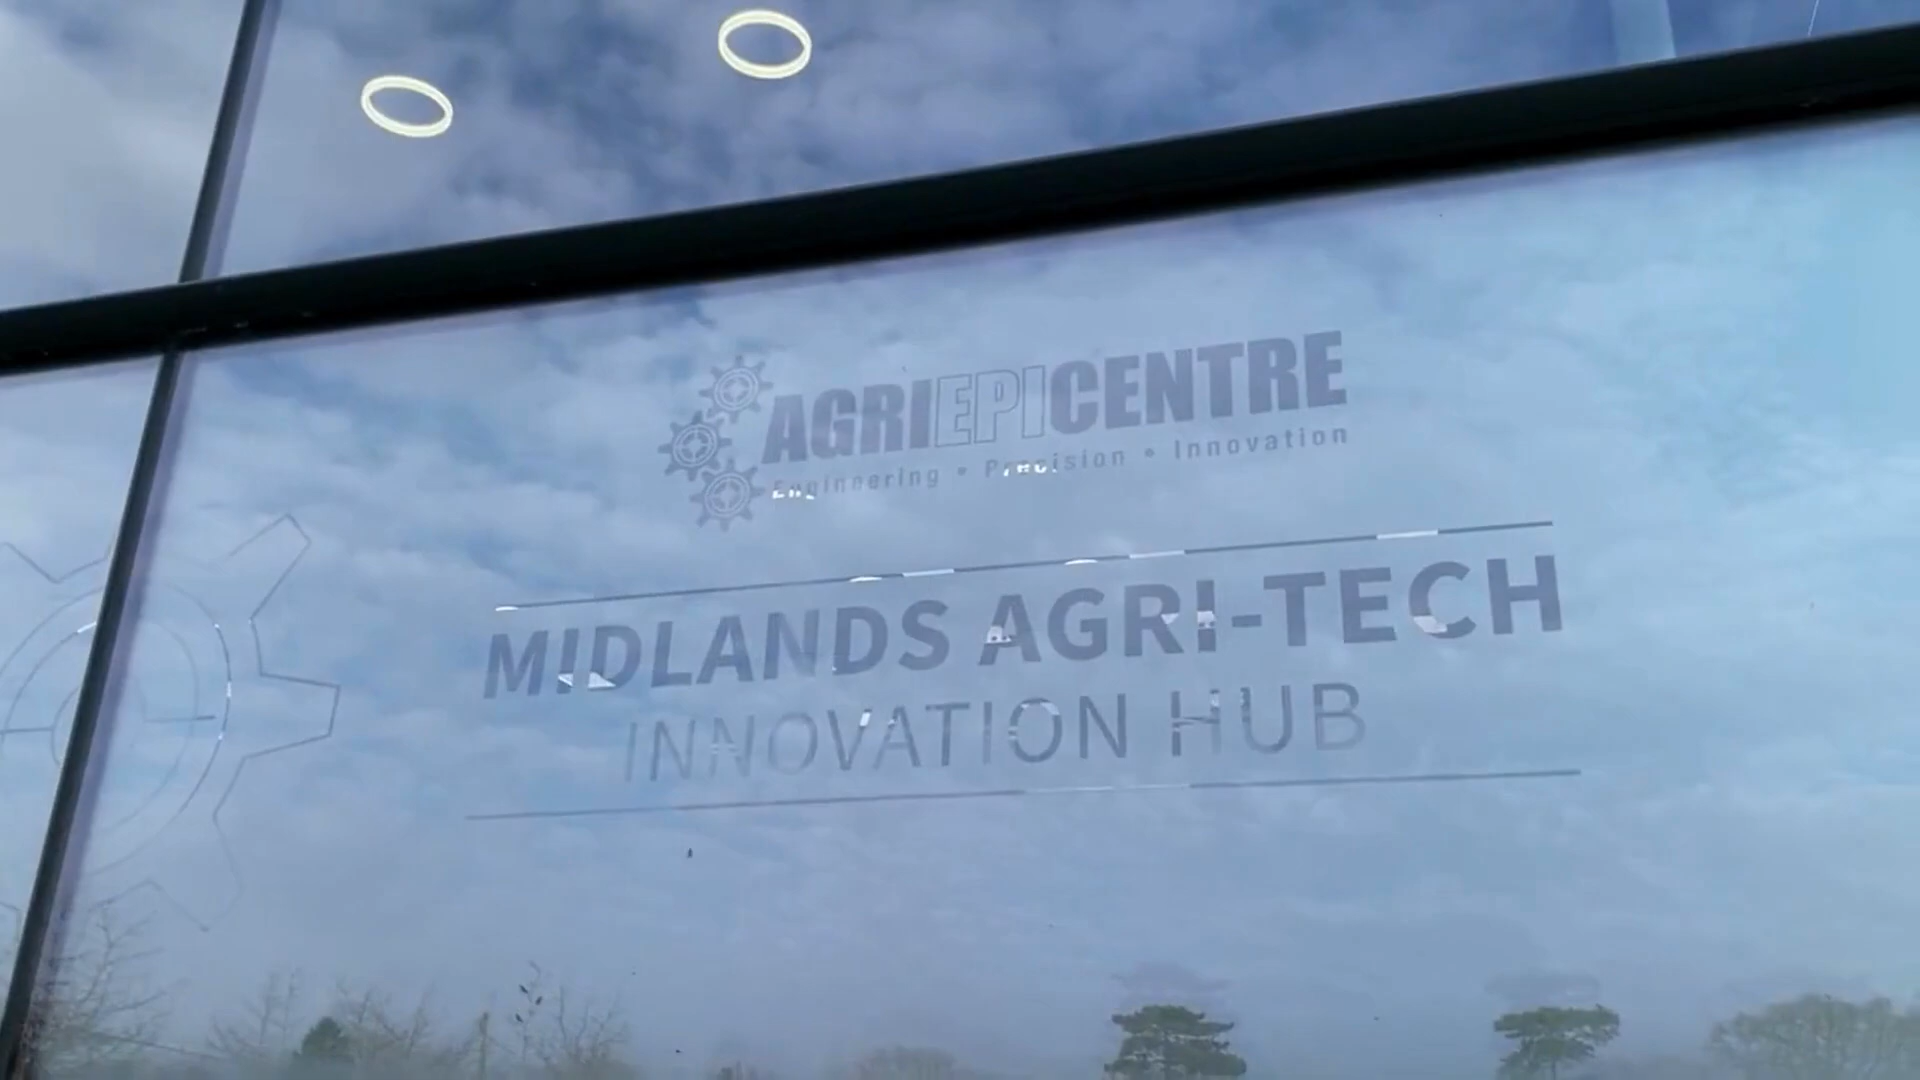 AGRIEPICENTRE
Engineering • Precision • Innovation
MIDLANDS AGRI-TECH
INNOVATION HUB